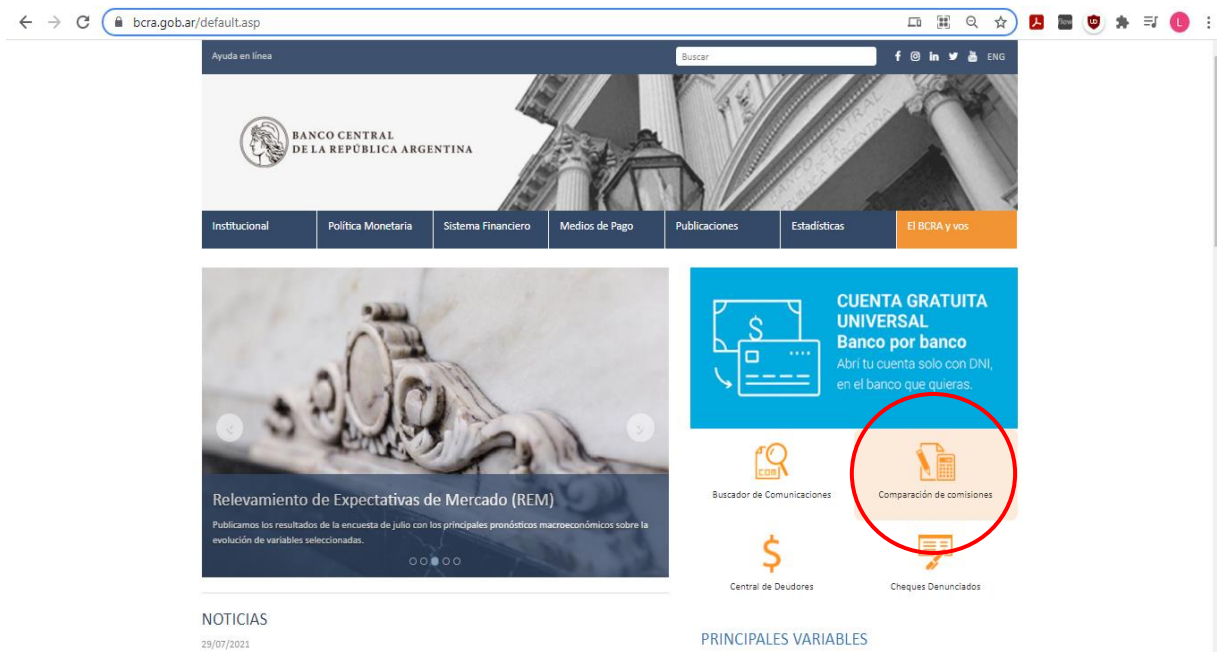 bcra.gob.ar/default.asp
flow
L
Ayuda en línea
Buscar
ENG
BANCO CENTRAL
DE LA REPÚBLICA ARGENTINA
Institucional
Política Monetaria
Sistema Financiero
Medios de Pago
Publicaciones
Estadísticas
El BCRA y vos
Relevamiento de Expectativas de Mercado (REM)
Publicamos los resultados de la encuesta de julio con los principales pronósticos macroeconómicos sobre la
evolución de variables seleccionadas.
$
CUENTA GRATUITA
UNIVERSAL
Banco por banco
Abrí tu cuenta solo con DNI,
en el banco que quieras.
COM
Buscador de Comunicaciones
Comparación de comisiones
$
Central de Deudores
Cheques Denunciados
NOTICIAS
29/07/2021
PRINCIPALES VARIABLES